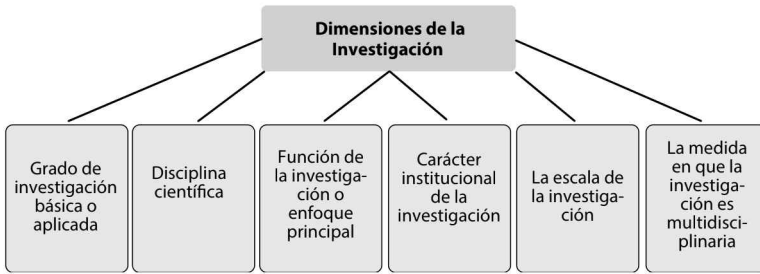 Dimensiones de la
Investigación
Grado de
investigación
básica o
aplicada
Disciplina
científica
Función de
la investiga-
ción o
enfoque
principal
Carácter
institucional
de la
investigación
La escala de
la investiga-
ción
La medida
en que la
investiga-
ción es
multidisci-
plinaria